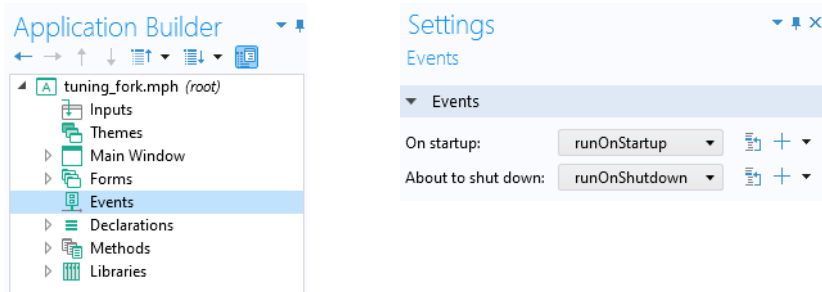 Application Builder
A tuning_fork.mph (root)
Inputs
Themes
Main Window
Forms
Events
Declarations
Methods
Libraries
Settings
Events
Events
On startup: runOnStartup
About to shut down: runOnShutdown